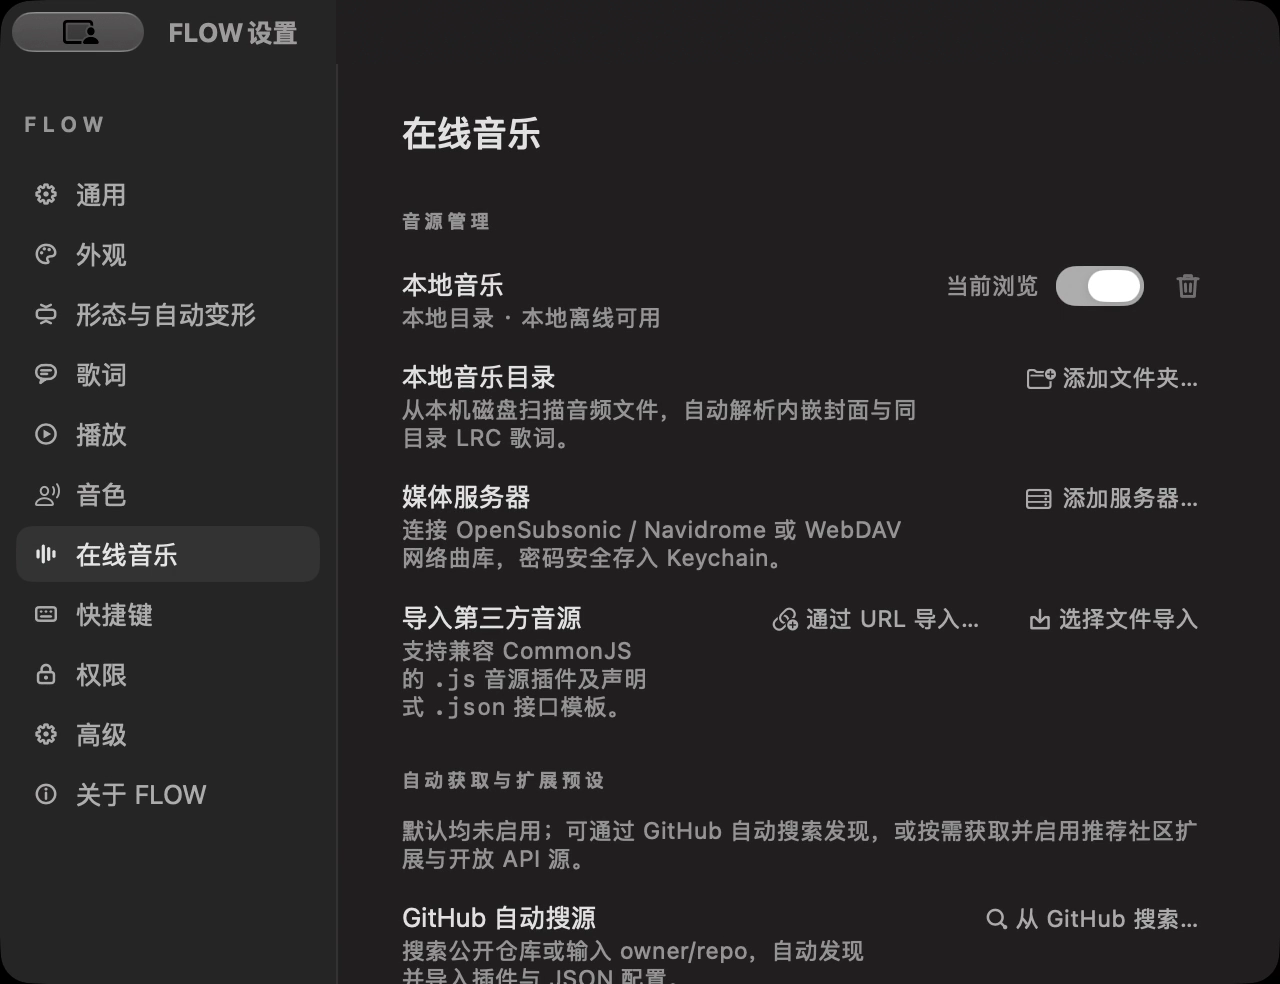 FLOW 设置
FLOW
通用
外观
形态与自动变形
歌词
播放
音色
在线音乐
快捷键
权限
高级
关于 FLOW
在线音乐
音源管理
本地音乐
当前浏览
本地目录 · 本地离线可用
本地音乐目录
添加文件夹...
从本机磁盘扫描音频文件，自动解析内嵌封面与同
目录 LRC 歌词。
媒体服务器
添加服务器...
连接 OpenSubsonic / Navidrome 或 WebDAV
网络曲库，密码安全存入 Keychain。
导入第三方音源
通过 URL 导入...
选择文件导入
支持兼容 CommonJS
的 .js 音源插件及声明
式 .json 接口模板。
自动获取与扩展预设
默认均未启用；可通过 GitHub 自动搜索发现，或按需获取并启用推荐社区扩
展与开放 API 源。
GitHub 自动搜源
从 GitHub 搜索...
搜索公开仓库或输入 owner/repo，自动发现
并导入插件与 JSON 配置。